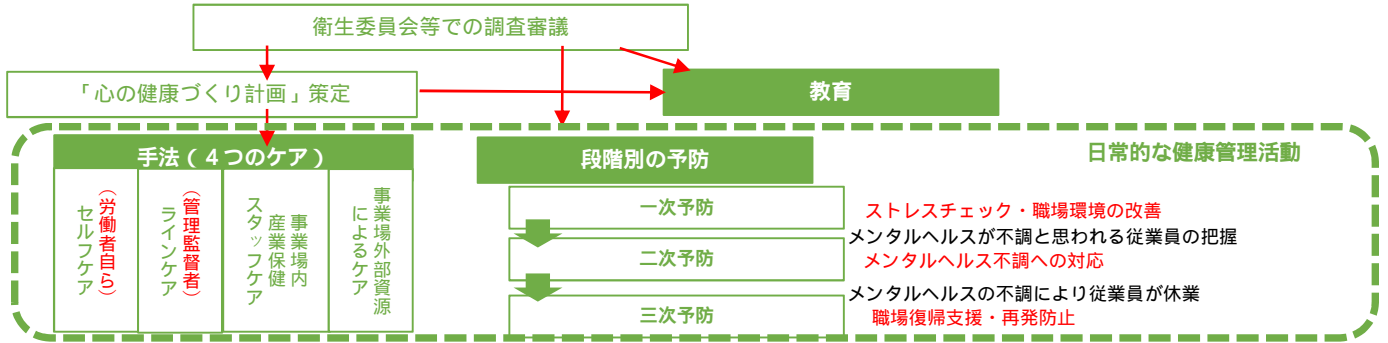 衛生委員会等での調査審議
「心の健康づくり計画」策定
教育
日常的な健康管理活動
手法(4つのケア)
(労働者自ら)
セルフケア
(管理監督者)
ラインケア
事業場内
産業保健
スタッフケア
事業場外部資源
によるケア
段階別の予防
一次予防
ストレスチェック・職場環境の改善
メンタルヘルスが不調と思われる従業員の把握
二次予防
メンタルヘルス不調への対応
メンタルヘルスの不調により従業員が休業
三次予防
職場復帰支援・再発防止